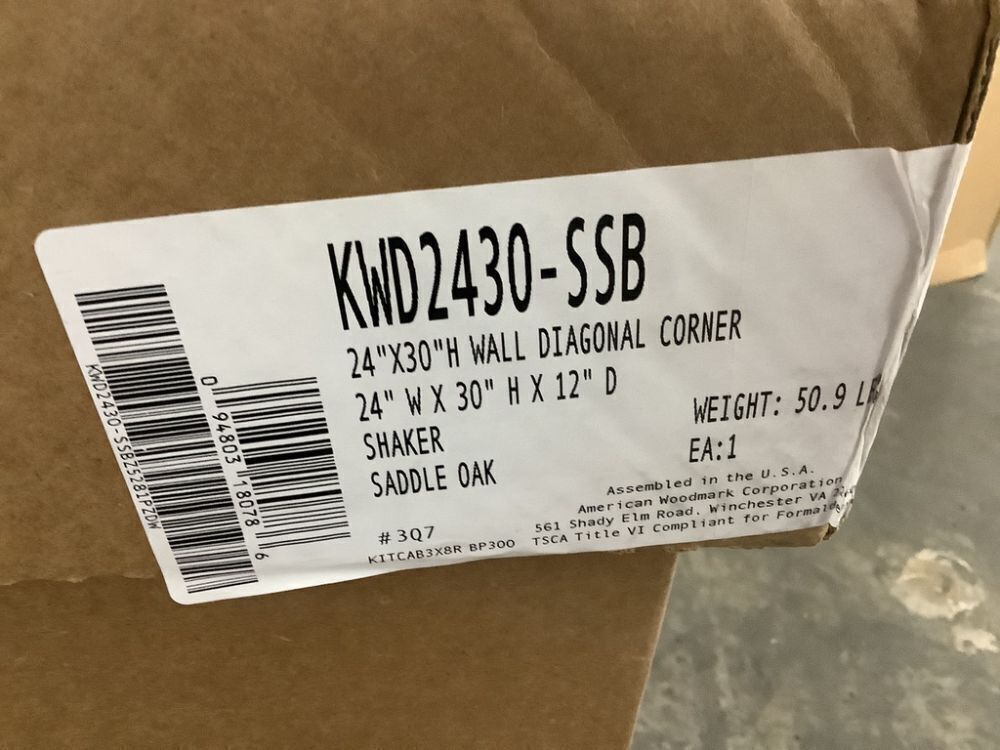 KWD2430-SSB
24"X30"H WALL DIAGONAL CORNER
24" W X 30" H X 12" D
SHAKER
SADDLE OAK
WEIGHT: 50.9
EA:1
Assembled in the U.S.A.
American Woodmark Corporation
561 Shady Elm Road. Winchester VA
TSCA Title VI Compliant for
#3Q7
KITCAB3X8R BP300
0 94803 18078 6